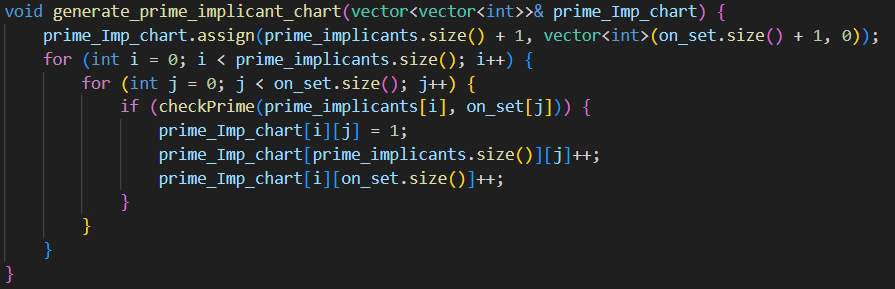 void generate_prime_implicant_chart(vector<vector<int>>& prime_Imp_chart) {
    prime_Imp_chart.assign(prime_implicants.size() + 1, vector<int>(on_set.size() + 1, 0));
    for (int i = 0; i < prime_implicants.size(); i++) {
        for (int j = 0; j < on_set.size(); j++) {
            if (checkPrime(prime_implicants[i], on_set[j])) {
                prime_Imp_chart[i][j] = 1;
                prime_Imp_chart[prime_implicants.size()][j]++;
                prime_Imp_chart[i][on_set.size()]++;
            }
        }
    }
}